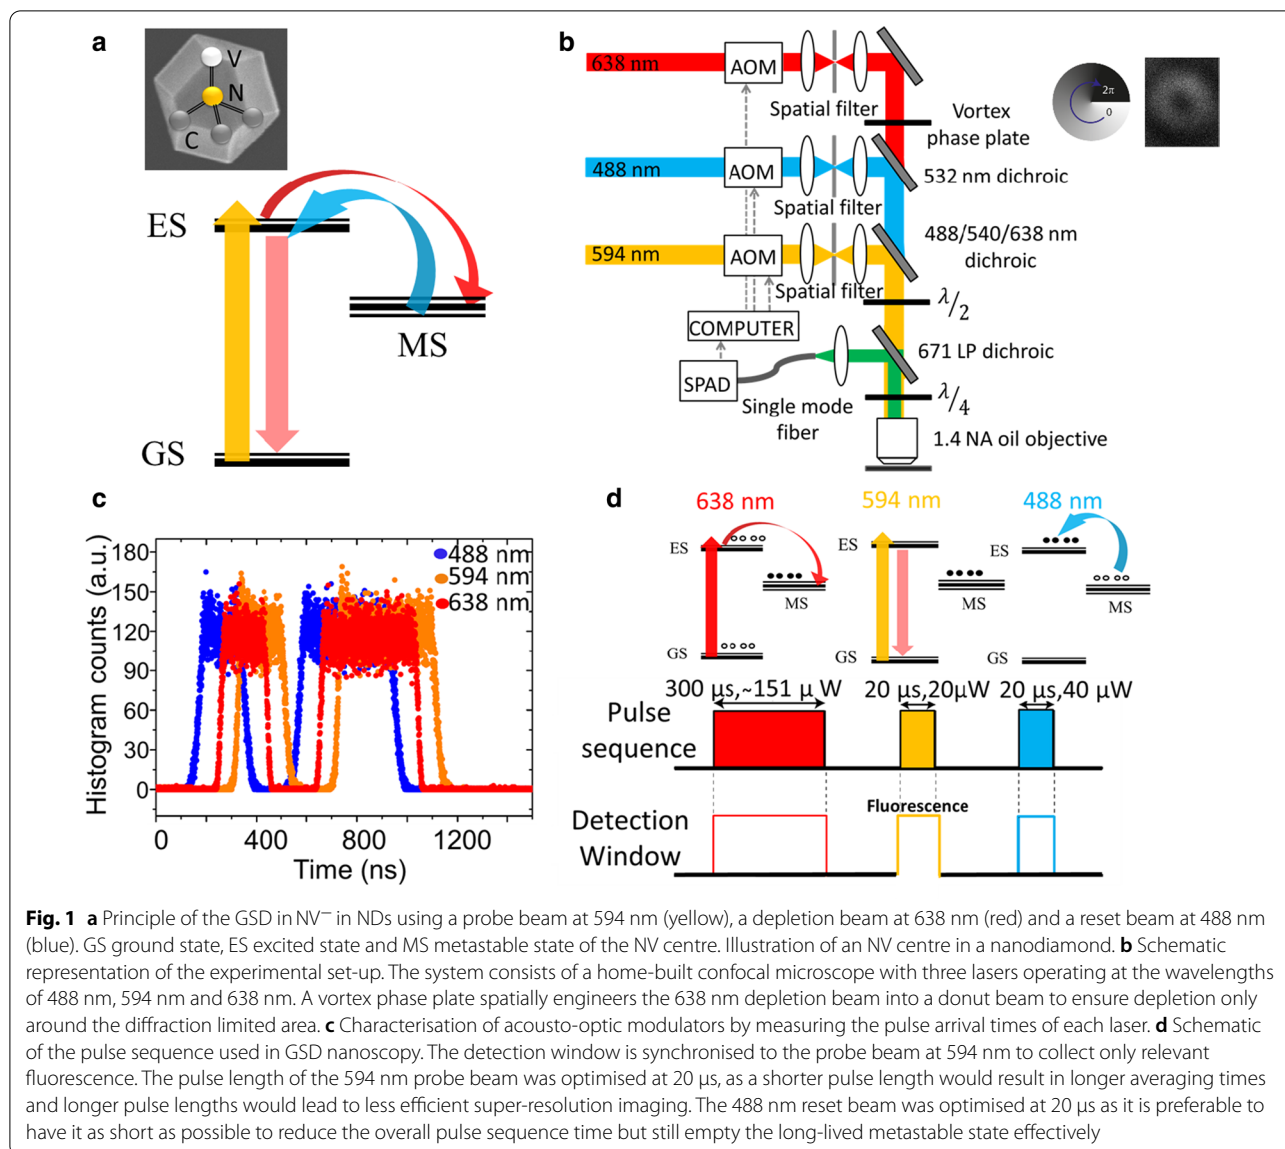 a
V
N
C
ES
MS
GS
b
638 nm
AOM
Spatial filter
Vortex
phase plate
2π
0
488 nm
AOM
Spatial filter
532 nm dichroic
594 nm
AOM
Spatial filter
488/540/638 nm
dichroic
λ/2
COMPUTER
671 LP dichroic
SPAD
Single mode
fiber
λ/4
1.4 NA oil objective
c
Histogram counts (a.u.)
180
150
120
90
60
30
0
488 nm
594 nm
638 nm
0 400 800 1200
Time (ns)
d
638 nm 594 nm 488 nm
ES
MS
GS
ES
MS
GS
ES
MS
GS
300 µs,~151 µ W 20 µs,20µW 20 µs,40 µW
Pulse
sequence
Fluorescence
Detection
Window
Fig. 1 a Principle of the GSD in NV− in NDs using a probe beam at 594 nm (yellow), a depletion beam at 638 nm (red) and a reset beam at 488 nm
(blue). GS ground state, ES excited state and MS metastable state of the NV centre. Illustration of an NV centre in a nanodiamond. b Schematic
representation of the experimental set-up. The system consists of a home-built confocal microscope with three lasers operating at the wavelengths
of 488 nm, 594 nm and 638 nm. A vortex phase plate spatially engineers the 638 nm depletion beam into a donut beam to ensure depletion only
around the diffraction limited area. c Characterisation of acousto-optic modulators by measuring the pulse arrival times of each laser. d Schematic
of the pulse sequence used in GSD nanoscopy. The detection window is synchronised to the probe beam at 594 nm to collect only relevant
fluorescence. The pulse length of the 594 nm probe beam was optimised at 20 µs, as a shorter pulse length would result in longer averaging times
and longer pulse lengths would lead to less efficient super-resolution imaging. The 488 nm reset beam was optimised at 20 µs as it is preferable to
have it as short as possible to reduce the overall pulse sequence time but still empty the long-lived metastable state effectively